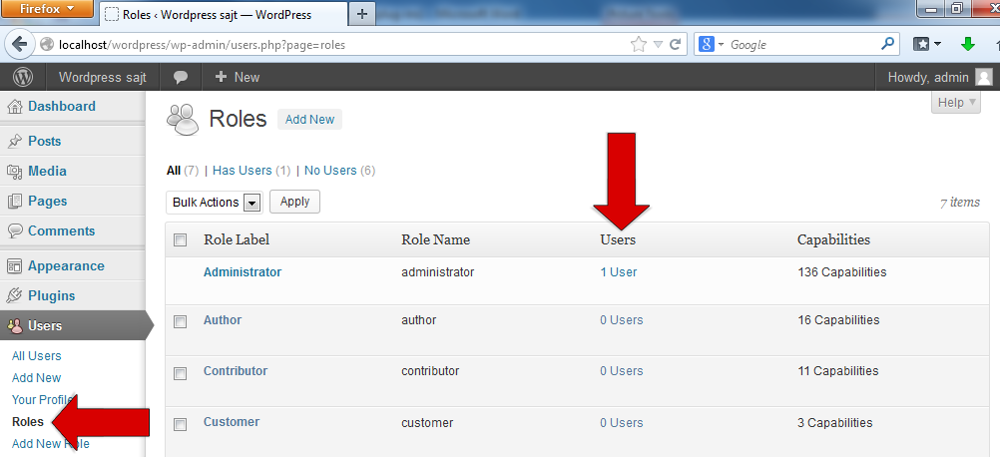 Firefox
Roles ‹ Wordpress sajt — WordPress
localhost/wordpress/wp-admin/users.php?page=roles
Google
Wordpress sajt
New
Howdy, admin
Help
Dashboard
Posts
Media
Pages
Comments
Appearance
Plugins
Users
All Users
Add New
Your Profile
Roles
Add New Role
Roles
Add New
All (7) | Has Users (1) | No Users (6)
Bulk Actions
Apply
7 items
Role Label Role Name Users Capabilities
Administrator administrator 1 User 136 Capabilities
Author author 0 Users 16 Capabilities
Contributor contributor 0 Users 11 Capabilities
Customer customer 0 Users 3 Capabilities